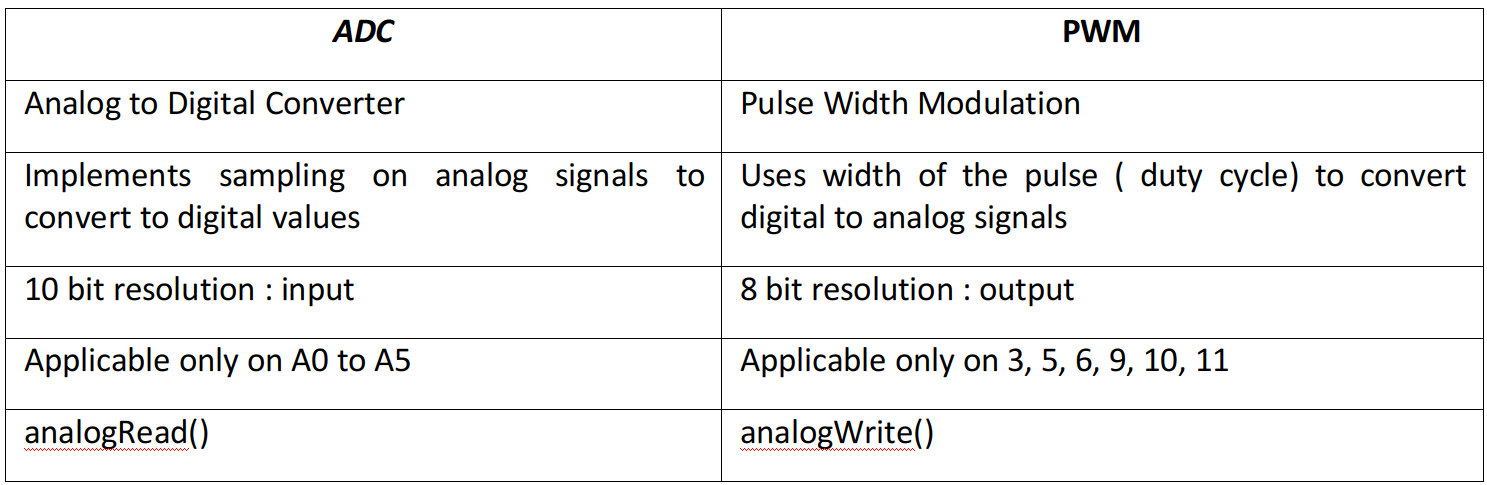 ADC
PWM
Analog to Digital Converter
Pulse Width Modulation
Implements sampling on analog signals to
convert to digital values
Uses width of the pulse ( duty cycle) to convert
digital to analog signals
10 bit resolution : input
8 bit resolution : output
Applicable only on A0 to A5
Applicable only on 3, 5, 6, 9, 10, 11
analogRead()
analogWrite()